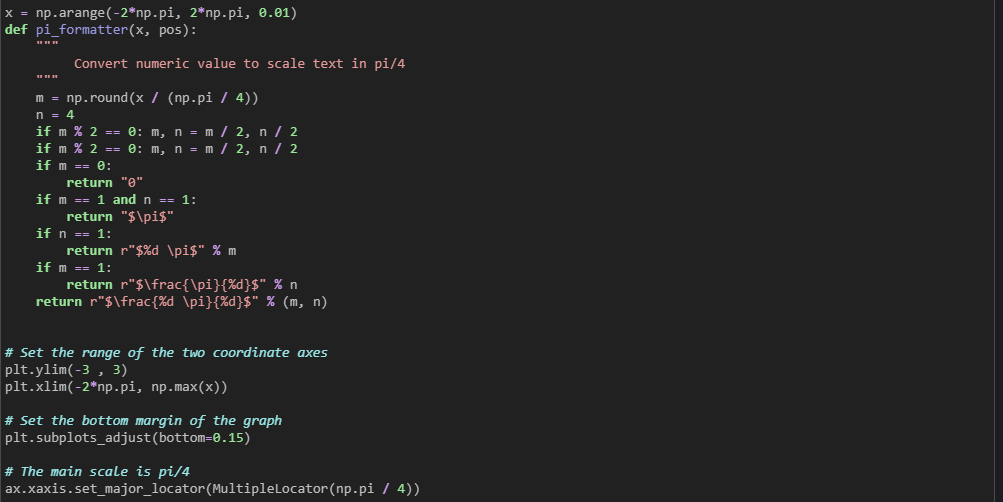 x = np.arange(-2*np.pi, 2*np.pi, 0.01)
def pi_formatter(x, pos):
    """
         Convert numeric value to scale text in pi/4
    """
    m = np.round(x / (np.pi / 4))
    n = 4
    if m % 2 == 0: m, n = m / 2, n / 2
    if m % 2 == 0: m, n = m / 2, n / 2
    if m == 0:
        return "0"
    if m == 1 and n == 1:
        return "$\pi$"
    if n == 1:
        return r"$%d \pi$" % m
    if m == 1:
        return r"$\frac{\pi}{%d}$" % n
    return r"$\frac{%d \pi}{%d}$" % (m, n)
# Set the range of the two coordinate axes
plt.ylim(-3 , 3)
plt.xlim(-2*np.pi, np.max(x))
# Set the bottom margin of the graph
plt.subplots_adjust(bottom=0.15)
# The main scale is pi/4
ax.xaxis.set_major_locator(MultipleLocator(np.pi / 4))